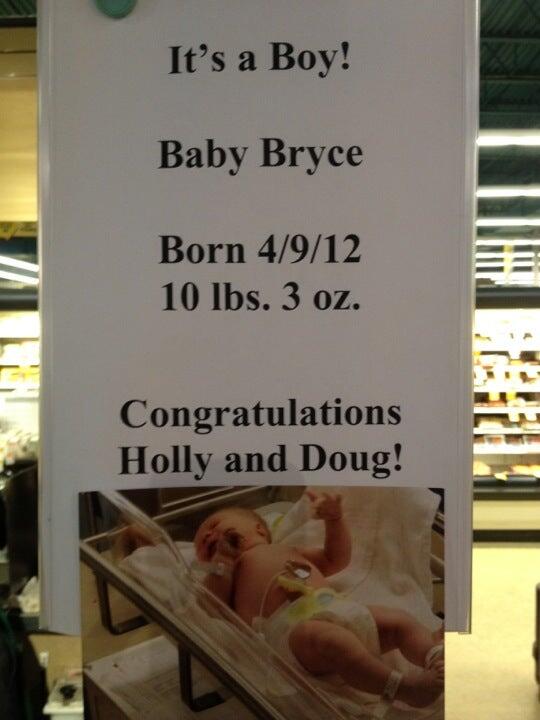 It's a Boy!
Baby Bryce
Born 4/9/12
10 lbs. 3 oz.
Congratulations
Holly and Doug!